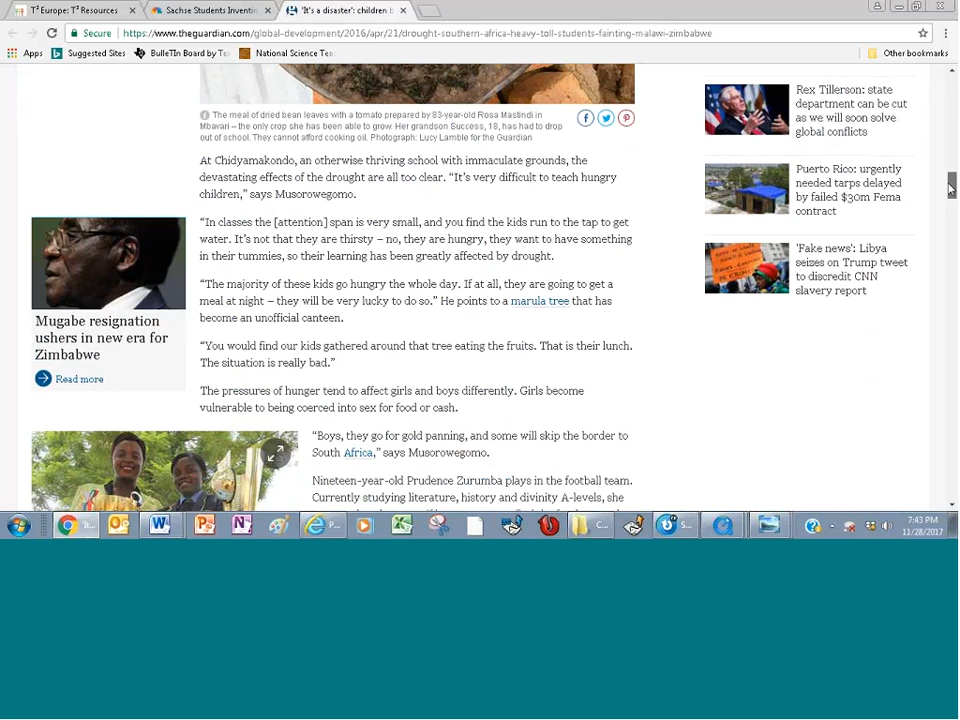 T³ Europe: T³ Resources
Sachse Students Inventi
'It's a disaster': children b
Secure
https://www.theguardian.com/global-development/2016/apr/21/drought-southern-africa-heavy-toll-students-fainting-malawi-zimbabwe
Apps
Suggested Sites
BulleTIn Board by Te
National Science Tea
Other bookmarks
The meal of dried bean leaves with a tomato prepared by 83-year-old Rosa Mastindi in
Mbavari – the only crop she has been able to grow. Her grandson Success, 18, has had to drop
out of school. They cannot afford cooking oil. Photograph: Lucy Lamble for the Guardian
At Chidyamakondo, an otherwise thriving school with immaculate grounds, the
devastating effects of the drought are all too clear. “It’s very difficult to teach hungry
children,” says Musorowegomo.
“In classes the [attention] span is very small, and you find the kids run to the tap to get
water. It’s not that they are thirsty – no, they are hungry, they want to have something
in their tummies, so their learning has been greatly affected by drought.
“The majority of these kids go hungry the whole day. If at all, they are going to get a
meal at night – they will be very lucky to do so.” He points to a marula tree that has
become an unofficial canteen.
“You would find our kids gathered around that tree eating the fruits. That is their lunch.
The situation is really bad.”
The pressures of hunger tend to affect girls and boys differently. Girls become
vulnerable to being coerced into sex for food or cash.
“Boys, they go for gold panning, and some will skip the border to
South Africa,” says Musorowegomo.
Nineteen-year-old Prudence Zurumba plays in the football team.
Currently studying literature, history and divinity A-levels, she
Mugabe resignation
ushers in new era for
Zimbabwe
Read more
Rex Tillerson: state
department can be cut
as we will soon solve
global conflicts
Puerto Rico: urgently
needed tarps delayed
by failed $30m Fema
contract
'Fake news': Libya
seizes on Trump tweet
to discredit CNN
slavery report
It...
P...
C...
S...
7:43 PM
11/28/2017